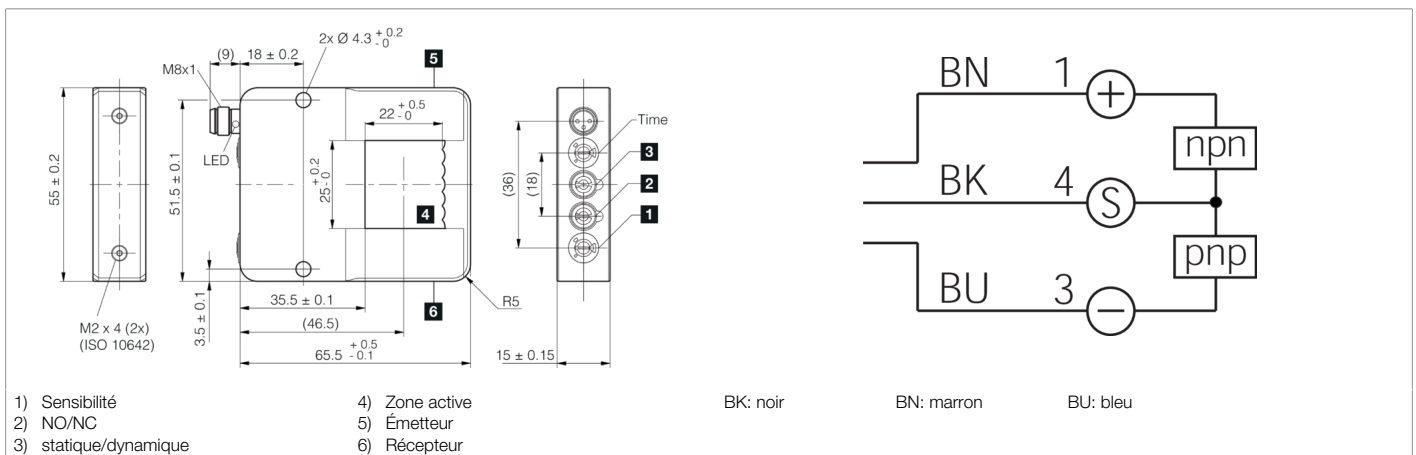 2x Ø 4.3 + 0.2 - 0
(9)
18 ± 0.2
5
M8x1
LED
22 + 0.5 - 0
25 + 0.2 - 0
4
55 ± 0.2
51.5 ± 0.1
3.5 ± 0.1
35.5 ± 0.1
(46.5)
65.5 + 0.5 - 0.1
6
R5
M2 x 4 (2x)
(ISO 10642)
Time
3
2
1
(36)
(18)
15 ± 0.15
BN 1 +
npn
BK 4 S
pnp
BU 3 −
1) Sensibilité
2) NO/NC
3) statique/dynamique
4) Zone active
5) Émetteur
6) Récepteur
BK: noir
BN: marron
BU: bleu